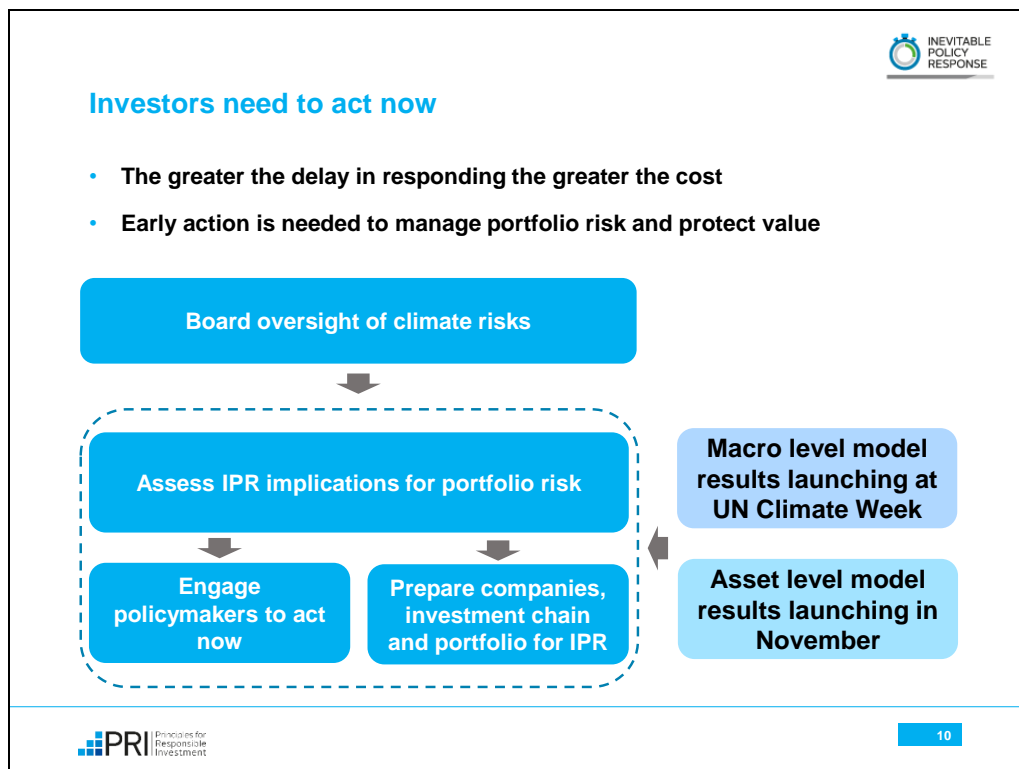 INEVITABLE
POLICY
RESPONSE
Investors need to act now
• The greater the delay in responding the greater the cost
• Early action is needed to manage portfolio risk and protect value
Board oversight of climate risks
Assess IPR implications for portfolio risk
Engage
policymakers to act
now
Prepare companies,
investment chain
and portfolio for IPR
Macro level model
results launching at
UN Climate Week
Asset level model
results launching in
November
PRI
Principles for
Responsible
Investment
10